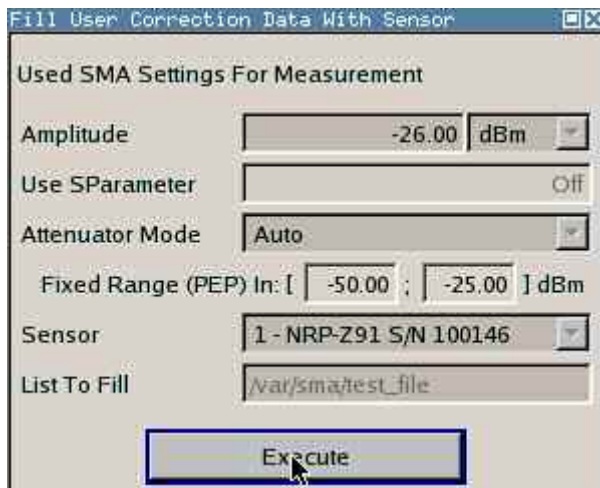 Fill User Correction Data With Sensor
Used SMA Settings For Measurement
Amplitude -26.00 dBm
Use SParameter Off
Attenuator Mode Auto
Fixed Range (PEP) In: [ -50.00 ; -25.00 ] dBm
Sensor 1 - NRP-Z91 S/N 100146
List To Fill /var/sma/test_file
Execute